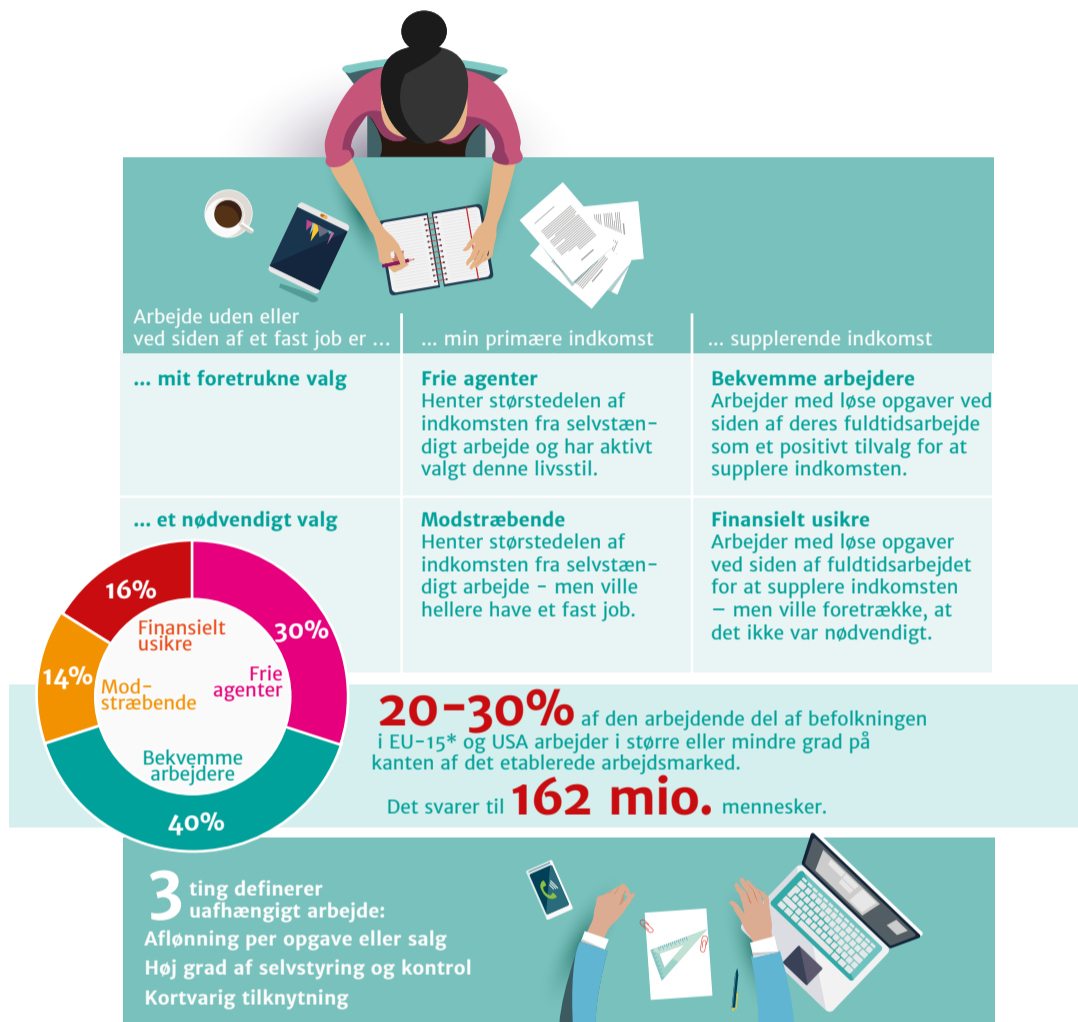 Arbejde uden eller
ved siden af et fast job er ...
... min primære indkomst
... supplerende indkomst
... mit foretrukne valg
Frie agenter
Henter størstedelen af
indkomsten fra selvstæn-
digt arbejde og har aktivt
valgt denne livsstil.
Bekvemme arbejdere
Arbejder med løse opgaver ved
siden af deres fuldtidsarbejde
som et positivt tilvalg for at
supplere indkomsten.
... et nødvendigt valg
Modstræbende
Henter størstedelen af
indkomsten fra selvstæn-
digt arbejde - men ville
hellere have et fast job.
Finansielt usikre
Arbejder med løse opgaver
ved siden af fuldtidsarbejdet
for at supplere indkomsten
– men ville foretrække, at
det ikke var nødvendigt.
16%
Finansielt
usikre
30%
Frie
agenter
14%
Mod-
stræbende
Bekvemme
arbejdere
40%
20-30% af den arbejdende del af befolkningen
i EU-15* og USA arbejder i større eller mindre grad på
kanten af det etablerede arbejdsmarked.
Det svarer til 162 mio. mennesker.
3 ting definerer
uafhængigt arbejde:
Aflønning per opgave eller salg
Høj grad af selvstyring og kontrol
Kortvarig tilknytning